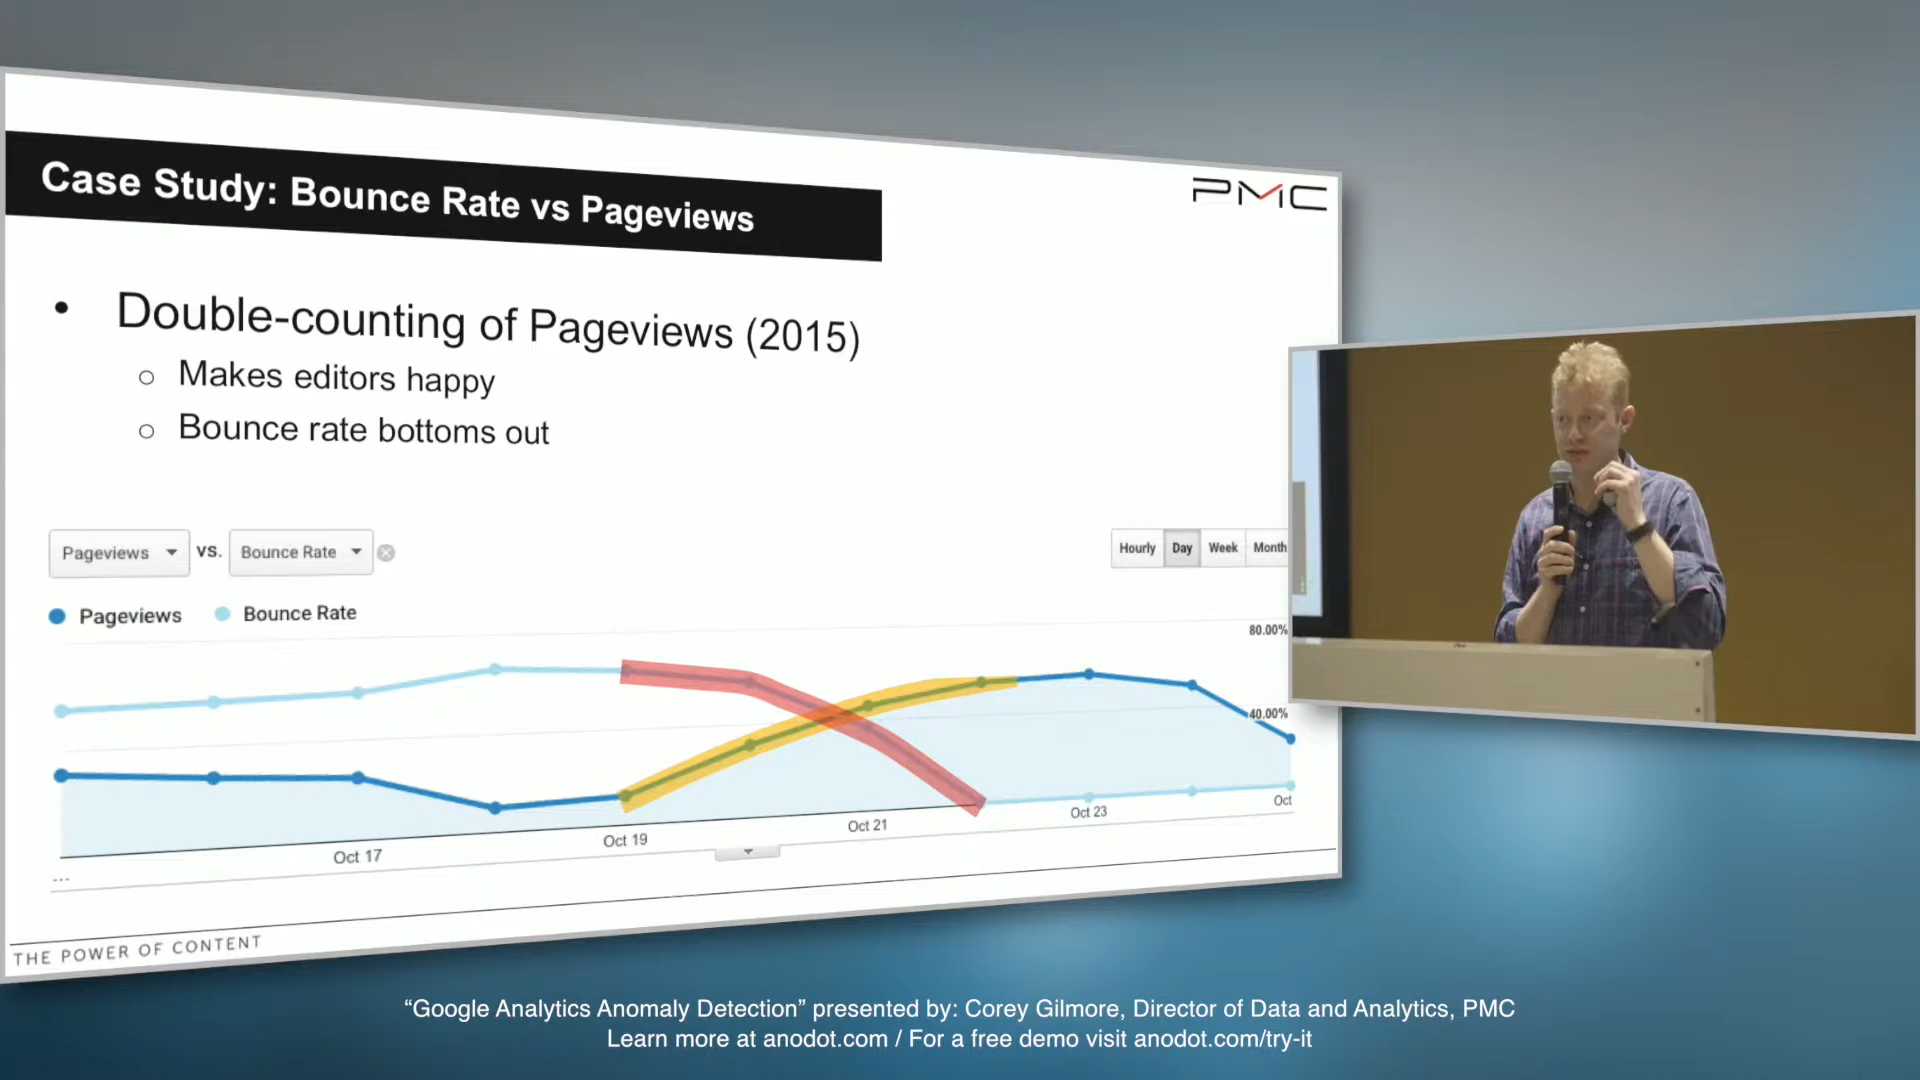 Case Study: Bounce Rate vs Pageviews
PMC
• Double-counting of Pageviews (2015)
○ Makes editors happy
○ Bounce rate bottoms out
Pageviews vs. Bounce Rate
Hourly Day Week Month
Pageviews Bounce Rate
80.00%
40.00%
... Oct 17 Oct 19 Oct 21 Oct 23 Oct
THE POWER OF CONTENT
“Google Analytics Anomaly Detection” presented by: Corey Gilmore, Director of Data and Analytics, PMC
Learn more at anodot.com / For a free demo visit anodot.com/try-it